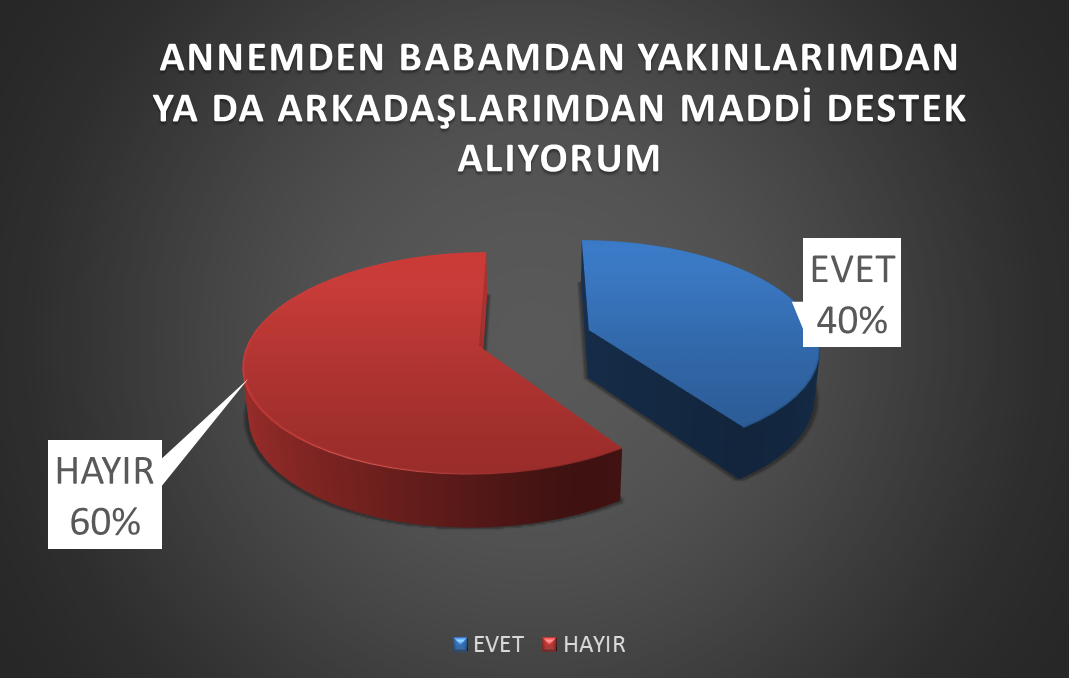 ANNEMDEN BABAMDAN YAKINLARIMDAN
YA DA ARKADAŞLARIMDAN MADDİ DESTEK
ALIYORUM
EVET
40%
HAYIR
60%
EVET HAYIR